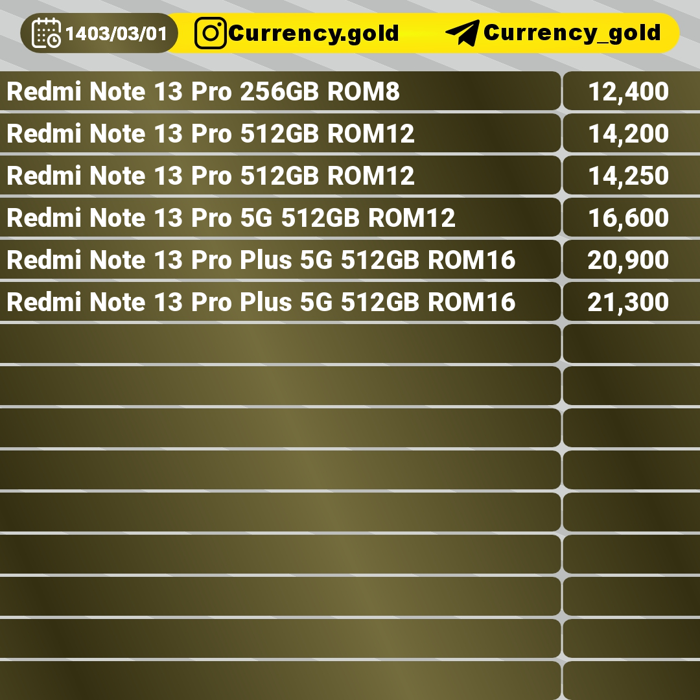 1403/03/01 Currency.gold Currency_gold
Redmi Note 13 Pro 256GB ROM8 12,400
Redmi Note 13 Pro 512GB ROM12 14,200
Redmi Note 13 Pro 512GB ROM12 14,250
Redmi Note 13 Pro 5G 512GB ROM12 16,600
Redmi Note 13 Pro Plus 5G 512GB ROM16 20,900
Redmi Note 13 Pro Plus 5G 512GB ROM16 21,300